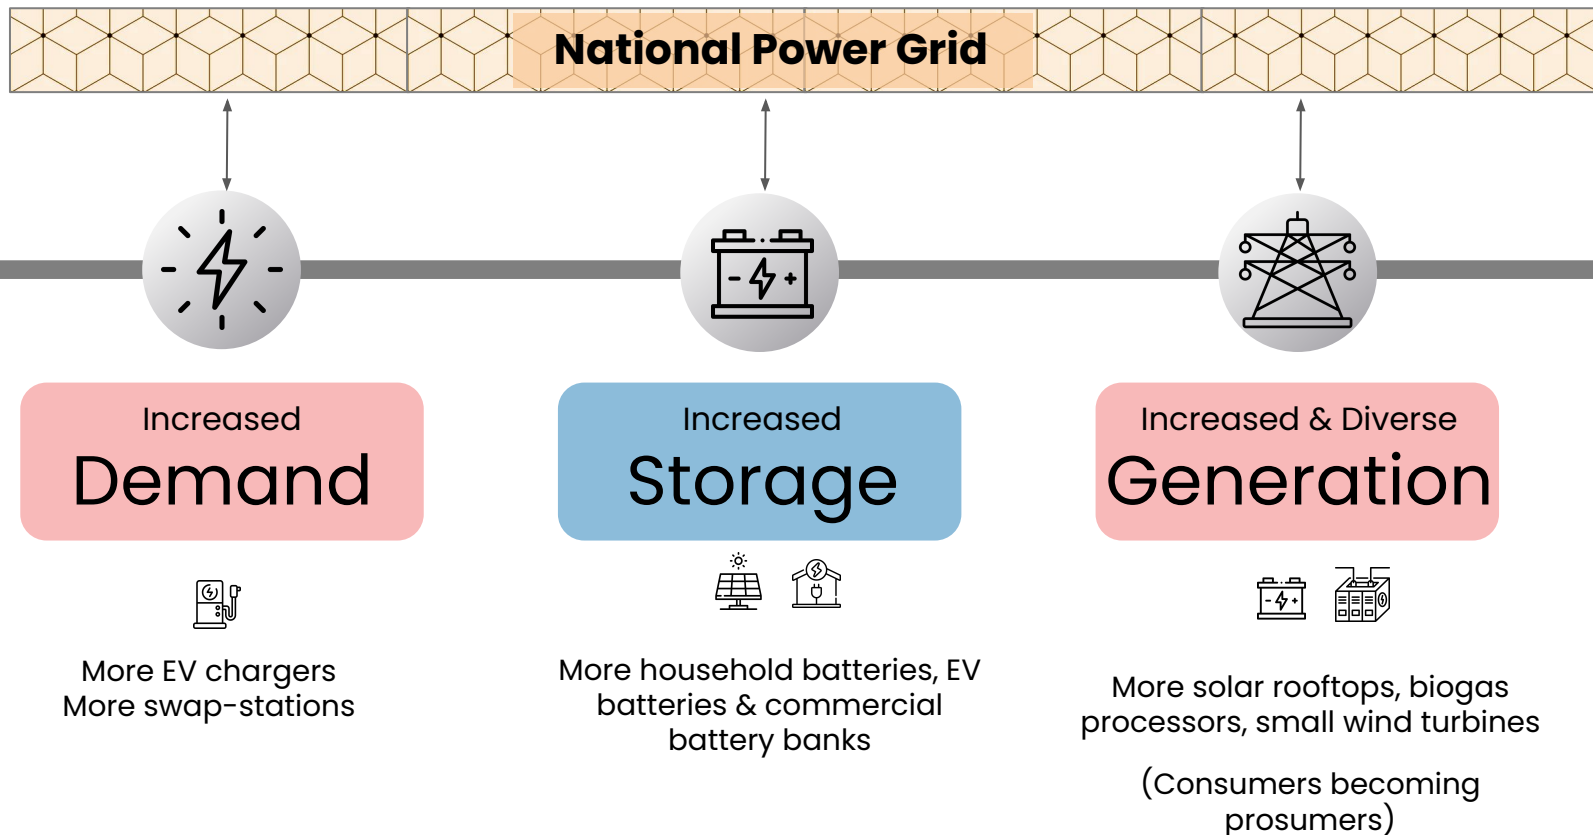 National Power Grid
Increased
Demand
More EV chargers
More swap-stations
Increased
Storage
More household batteries, EV
batteries & commercial
battery banks
Increased & Diverse
Generation
More solar rooftops, biogas
processors, small wind turbines
(Consumers becoming
prosumers)